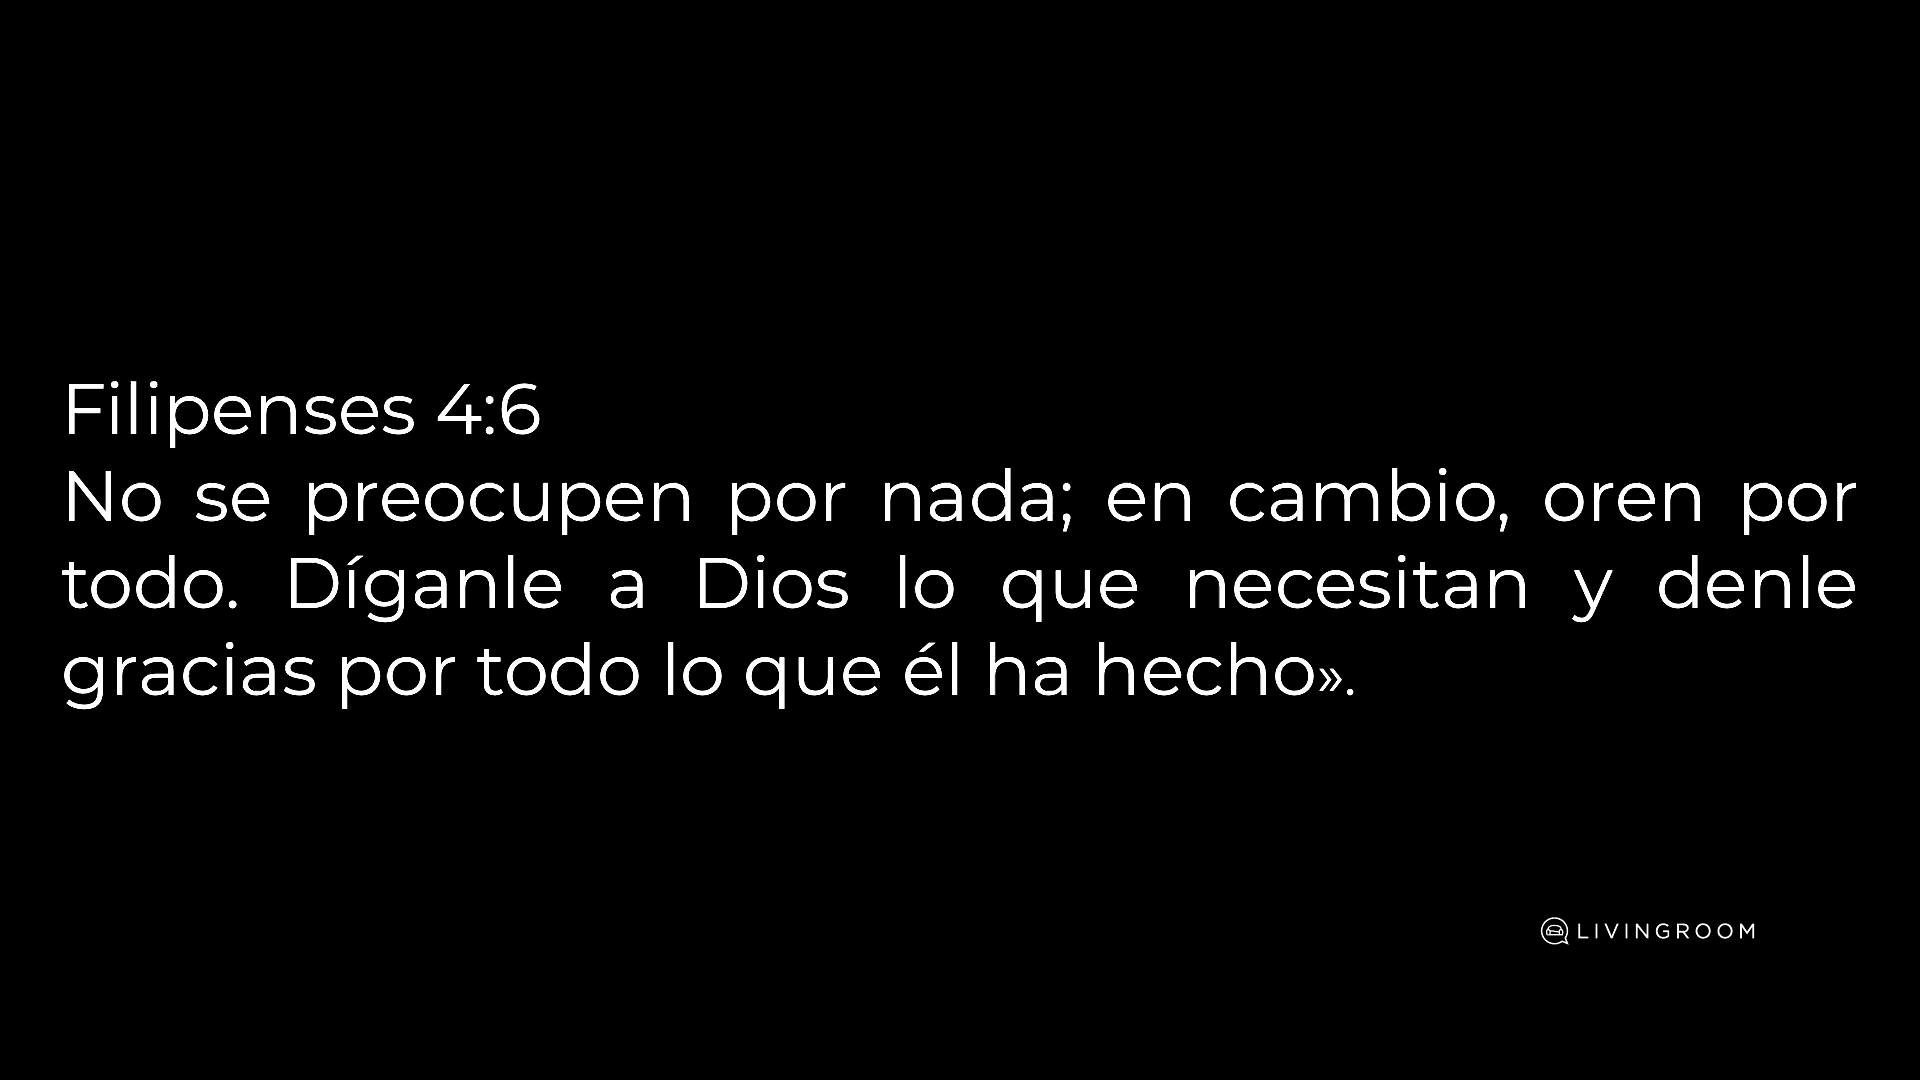 Filipenses 4:6
No se preocupen por nada; en cambio, oren por
todo. Díganle a Dios lo que necesitan y denle
gracias por todo lo que él ha hecho».
LIVINGROOM